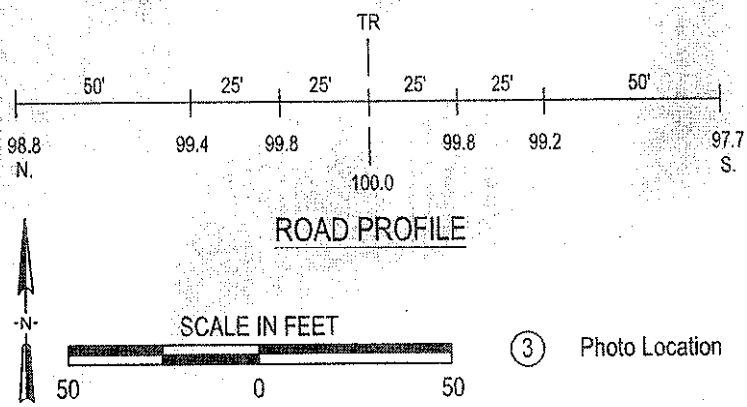 TR
50' 25' 25' 25' 25' 50'
98.8 99.4 99.8 99.8 99.2 97.7
N. S.
100.0
ROAD PROFILE
-N-
SCALE IN FEET
3 Photo Location
50 0 50